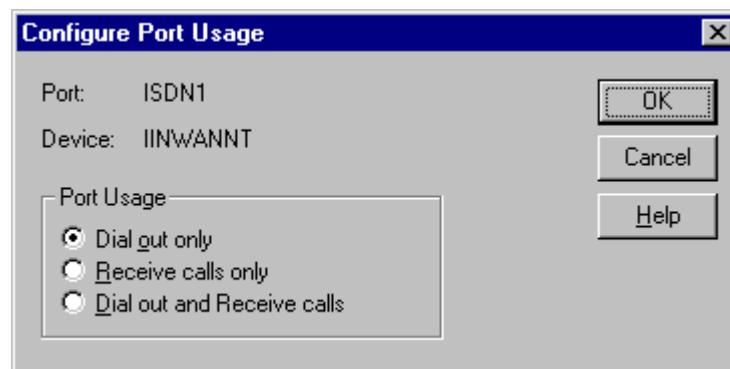 Configure Port Usage
Port: ISDN1
Device: IINWANNT
Port Usage
Dial out only
Receive calls only
Dial out and Receive calls
OK
Cancel
Help